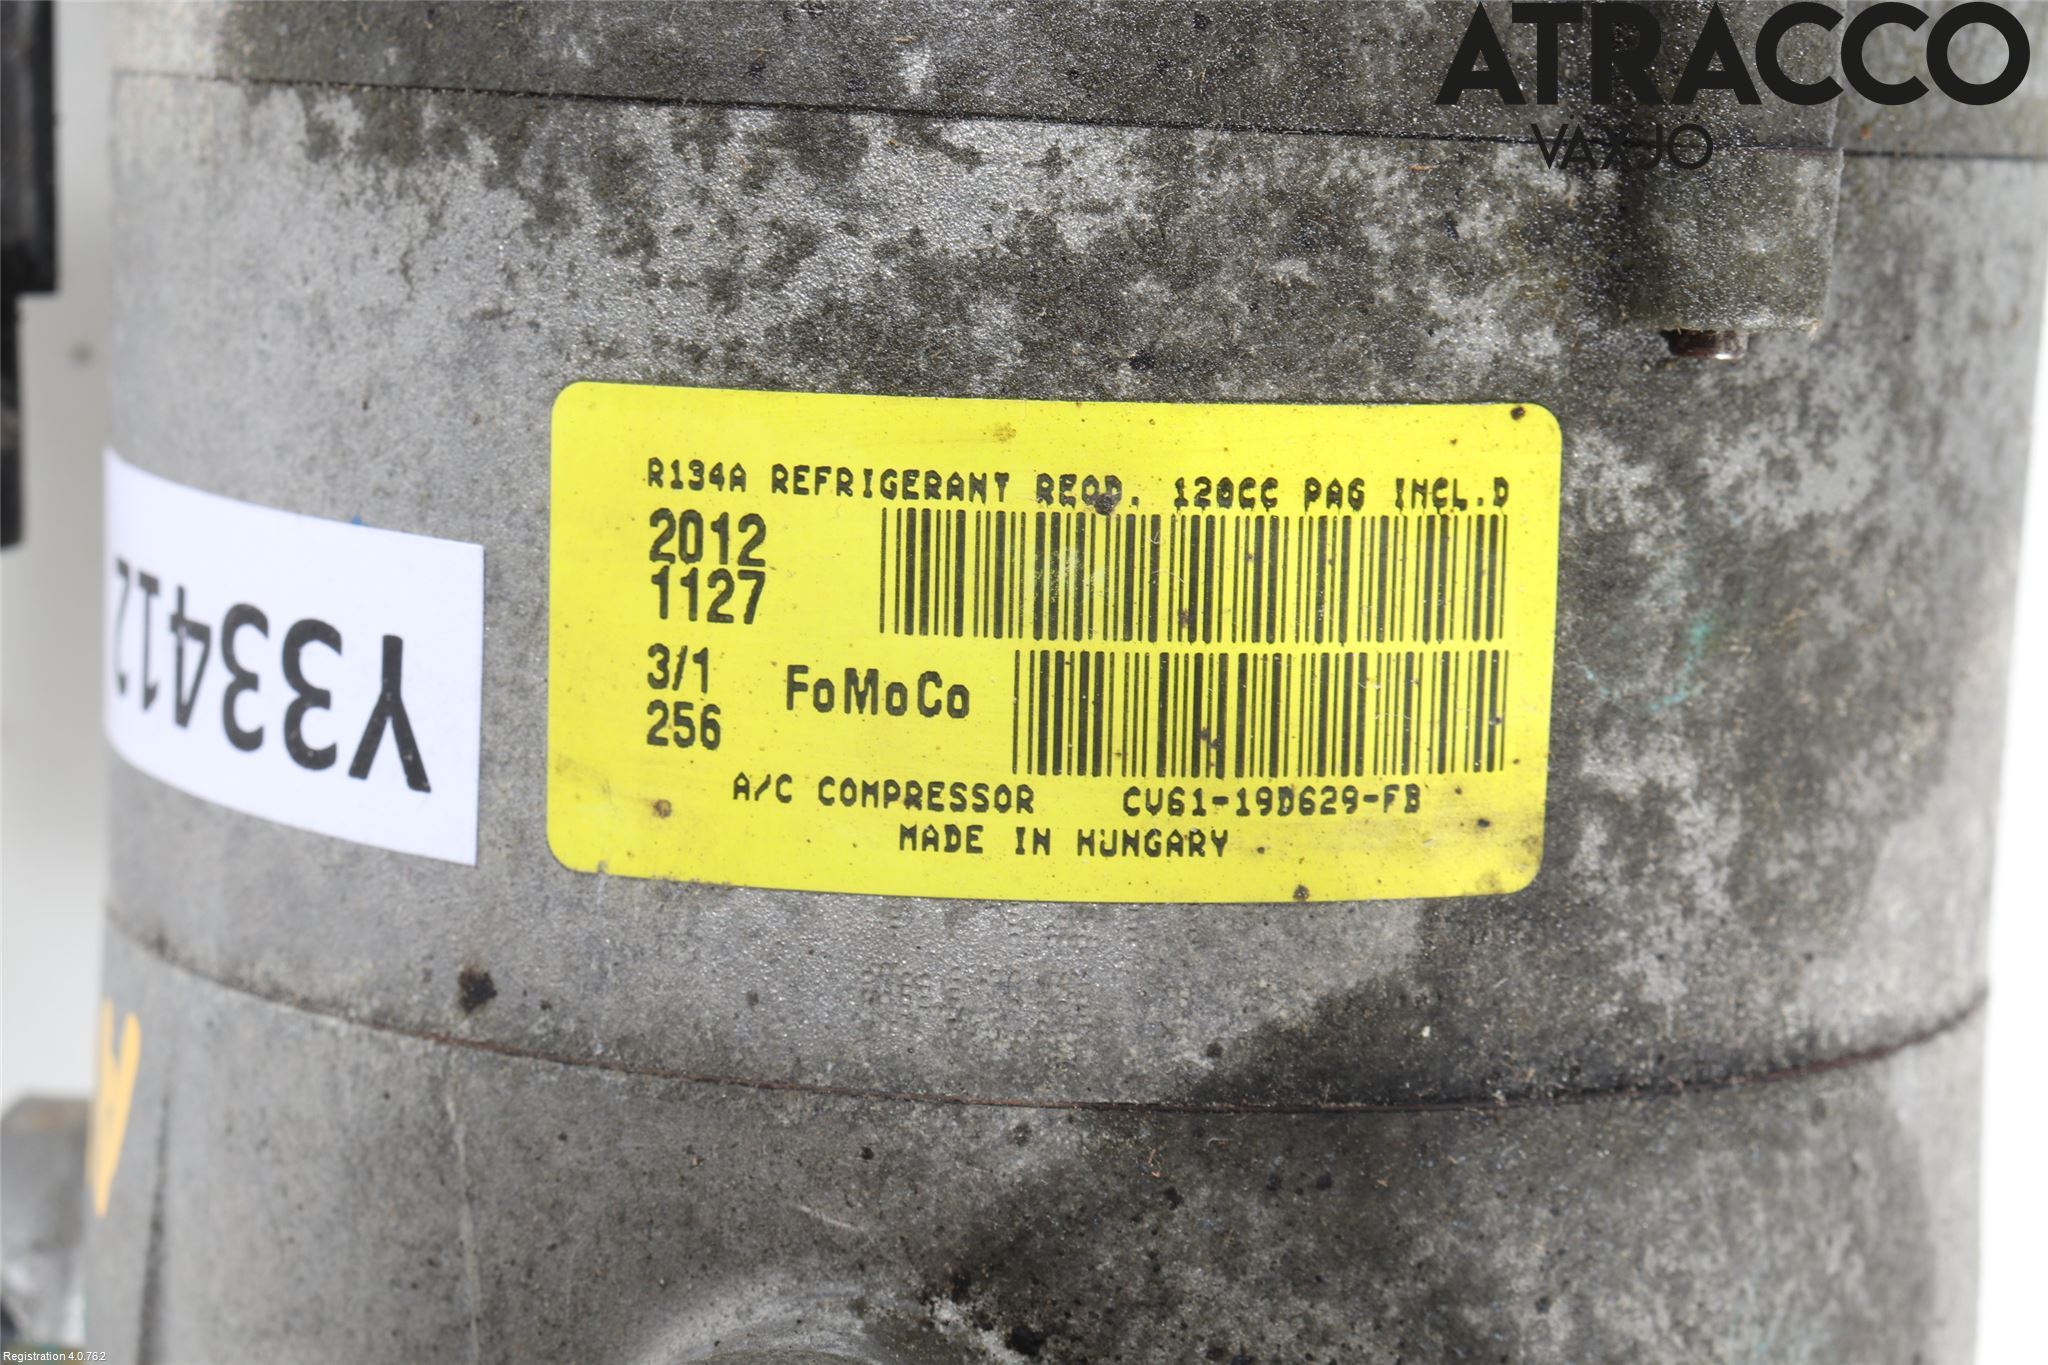 ATRACCO
VÄXJÖ
R134A REFRIGERANT REQD. 120CC PAG INCL.D
2012
1127
3/1
256
FoMoCo
A/C COMPRESSOR CV61-19D629-FB
MADE IN HUNGARY
Y33412
Registration 4.0.762